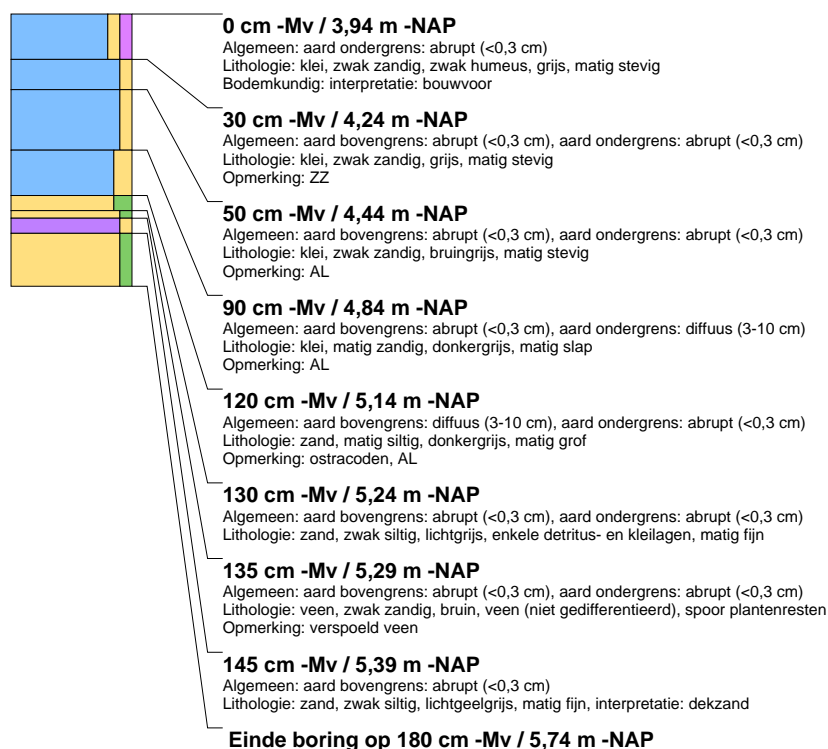 0 cm -Mv / 3,94 m -NAP
Algemeen: aard ondergrens: abrupt (<0,3 cm)
Lithologie: klei, zwak zandig, zwak humeus, grijs, matig stevig
Bodemkundig: interpretatie: bouwvoor
30 cm -Mv / 4,24 m -NAP
Algemeen: aard bovengrens: abrupt (<0,3 cm), aard ondergrens: abrupt (<0,3 cm)
Lithologie: klei, zwak zandig, grijs, matig stevig
Opmerking: ZZ
50 cm -Mv / 4,44 m -NAP
Algemeen: aard bovengrens: abrupt (<0,3 cm), aard ondergrens: abrupt (<0,3 cm)
Lithologie: klei, zwak zandig, bruingrijs, matig stevig
Opmerking: AL
90 cm -Mv / 4,84 m -NAP
Algemeen: aard bovengrens: abrupt (<0,3 cm), aard ondergrens: diffuus (3-10 cm)
Lithologie: klei, matig zandig, donkergrijs, matig slap
Opmerking: AL
120 cm -Mv / 5,14 m -NAP
Algemeen: aard bovengrens: diffuus (3-10 cm), aard ondergrens: abrupt (<0,3 cm)
Lithologie: zand, matig siltig, donkergrijs, matig grof
Opmerking: ostracoden, AL
130 cm -Mv / 5,24 m -NAP
Algemeen: aard bovengrens: abrupt (<0,3 cm), aard ondergrens: abrupt (<0,3 cm)
Lithologie: zand, zwak siltig, lichtgrijs, enkele detritus- en kleilagen, matig fijn
135 cm -Mv / 5,29 m -NAP
Algemeen: aard bovengrens: abrupt (<0,3 cm), aard ondergrens: abrupt (<0,3 cm)
Lithologie: veen, zwak zandig, bruin, veen (niet gedifferentieerd), spoor plantenresten
Opmerking: verspoeld veen
145 cm -Mv / 5,39 m -NAP
Algemeen: aard bovengrens: abrupt (<0,3 cm)
Lithologie: zand, zwak siltig, lichtgeelgrijs, matig fijn, interpretatie: dekzand
Einde boring op 180 cm -Mv / 5,74 m -NAP